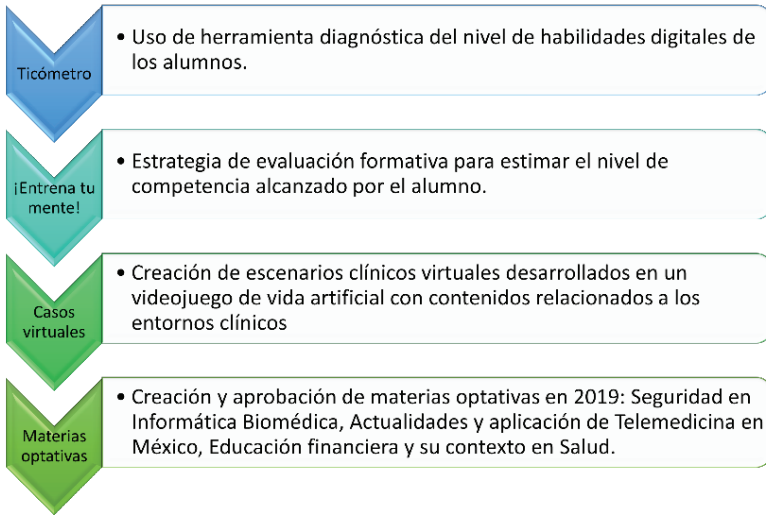 Ticómetro
• Uso de herramienta diagnóstica del nivel de habilidades digitales de
los alumnos.
¡Entrena tu
mente!
• Estrategia de evaluación formativa para estimar el nivel de
competencia alcanzado por el alumno.
Casos
virtuales
• Creación de escenarios clínicos virtuales desarrollados en un
videojuego de vida artificial con contenidos relacionados a los
entornos clínicos
Materias
optativas
• Creación y aprobación de materias optativas en 2019: Seguridad en
Informática Biomédica, Actualidades y aplicación de Telemedicina en
México, Educación financiera y su contexto en Salud.